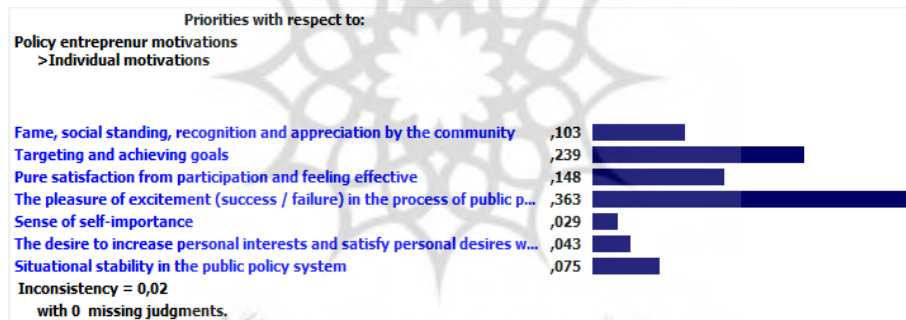 Priorities with respect to:
Policy entreprenur motivations
>Individual motivations
Fame, social standing, recognition and appreciation by the community ,103
Targeting and achieving goals ,239
Pure satisfaction from participation and feeling effective ,148
The pleasure of excitement (success / failure) in the process of public p... ,363
Sense of self-importance ,029
The desire to increase personal interests and satisfy personal desires w... ,043
Situational stability in the public policy system ,075
Inconsistency = 0,02
with 0 missing judgments.